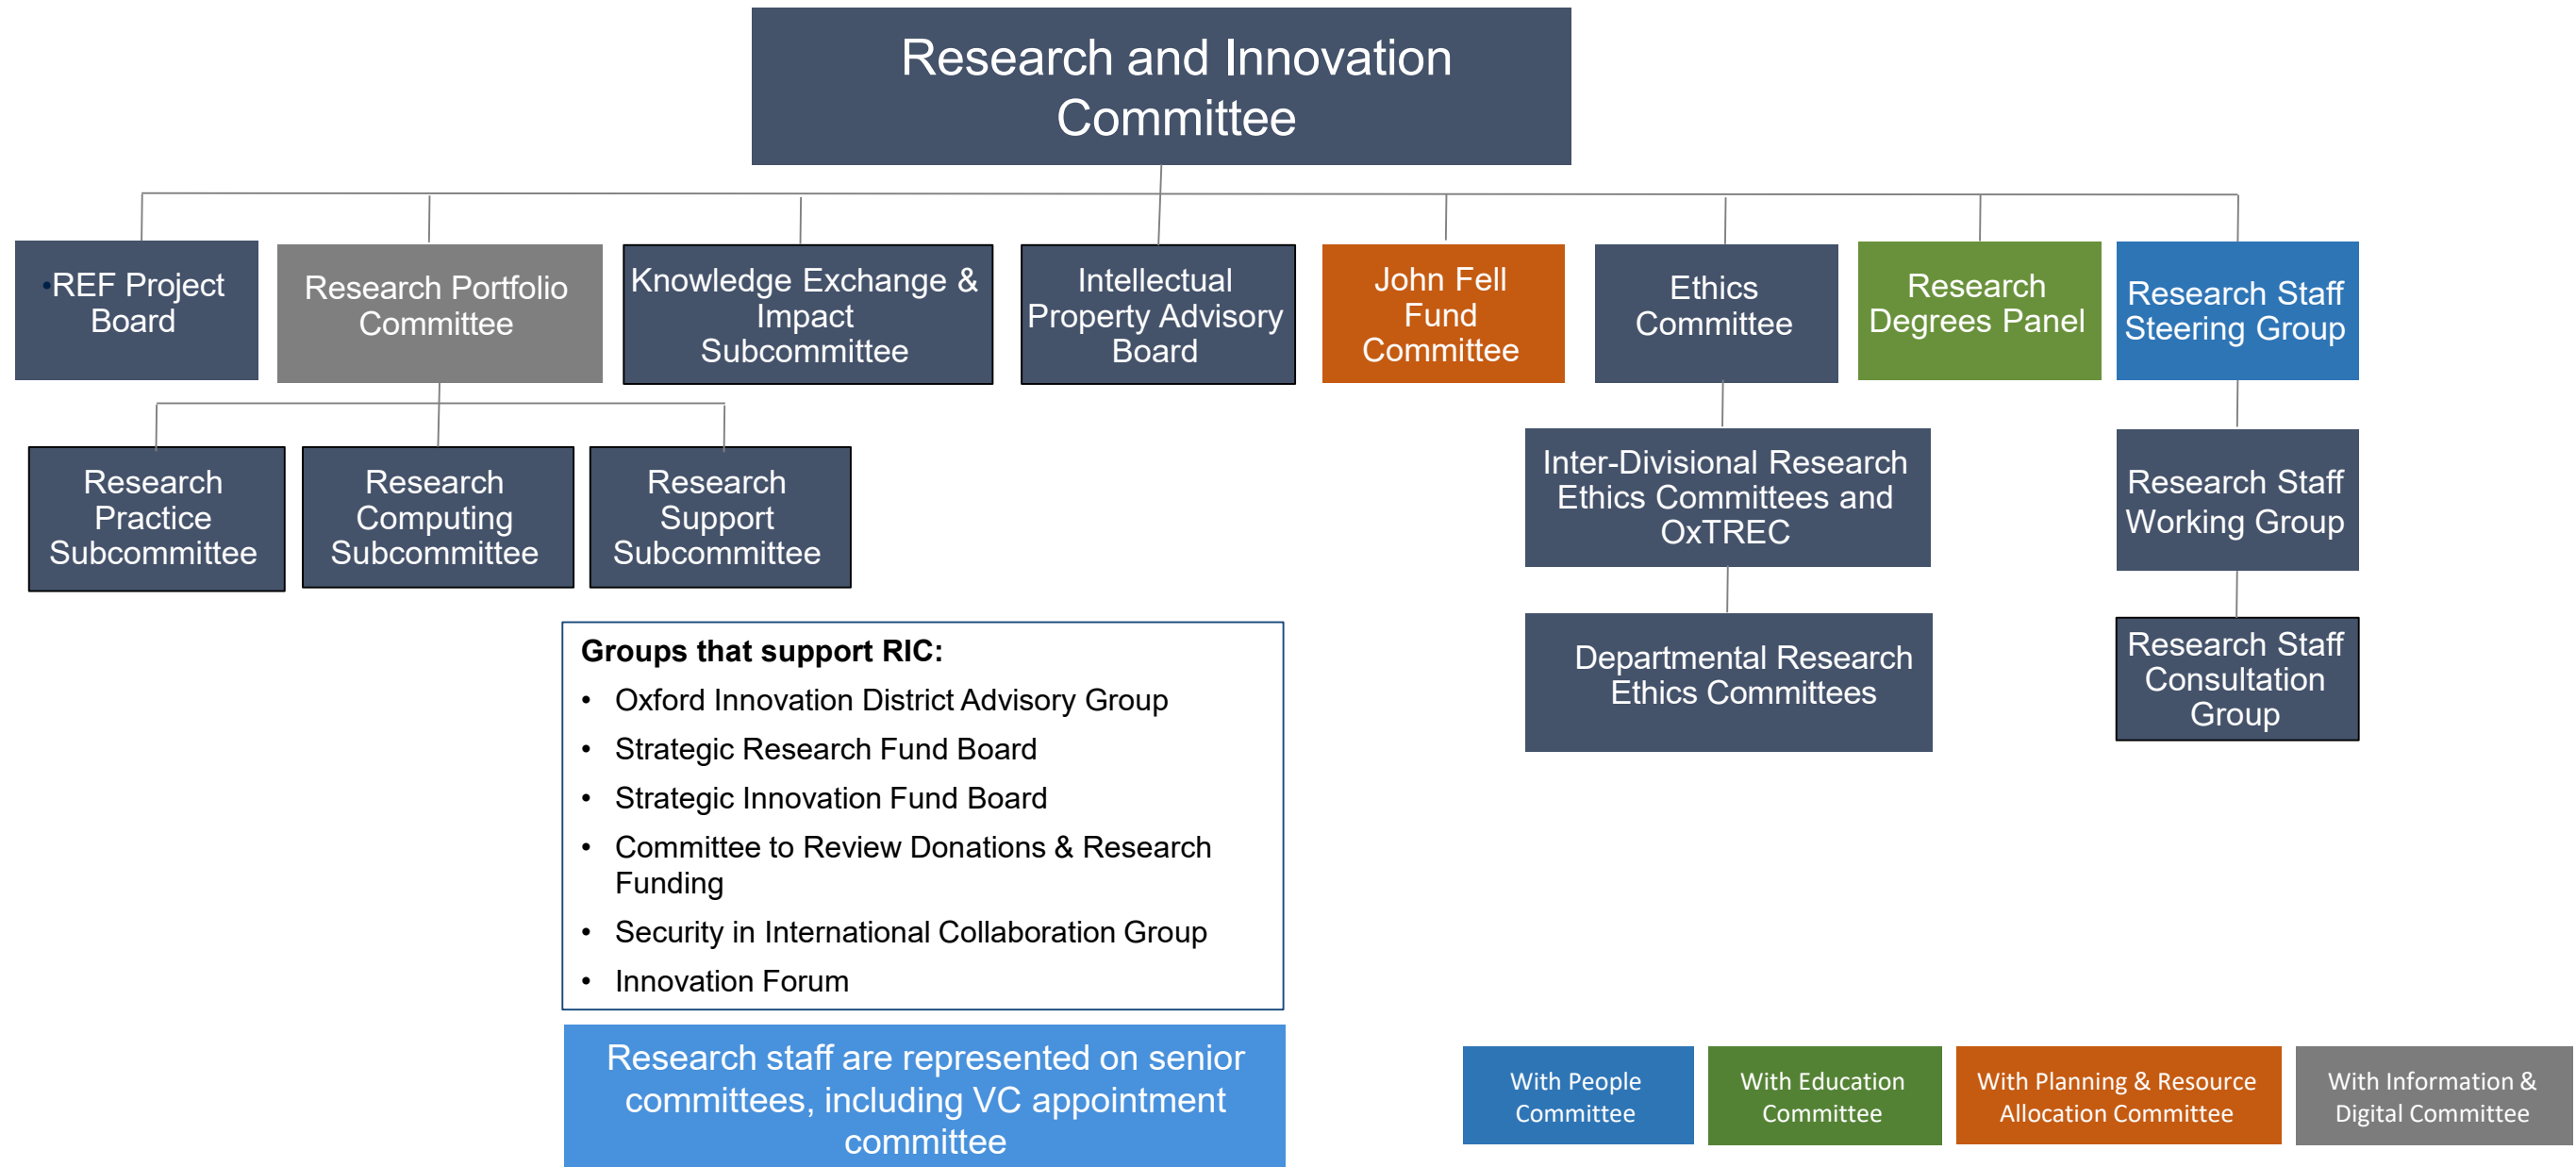 Research and Innovation
Committee
•REF Project
Board
Research Portfolio
Committee
Knowledge Exchange &
Impact
Subcommittee
Intellectual
Property Advisory
Board
John Fell
Fund
Committee
Ethics
Committee
Research
Degrees Panel
Research Staff
Steering Group
Research
Practice
Subcommittee
Research
Computing
Subcommittee
Research
Support
Subcommittee
Inter-Divisional Research
Ethics Committees and
OxTREC
Research Staff
Working Group
Departmental Research
Ethics Committees
Research Staff
Consultation
Group
Groups that support RIC:
• Oxford Innovation District Advisory Group
• Strategic Research Fund Board
• Strategic Innovation Fund Board
• Committee to Review Donations & Research
Funding
• Security in International Collaboration Group
• Innovation Forum
Research staff are represented on senior
committees, including VC appointment
committee
With People
Committee
With Education
Committee
With Planning & Resource
Allocation Committee
With Information &
Digital Committee